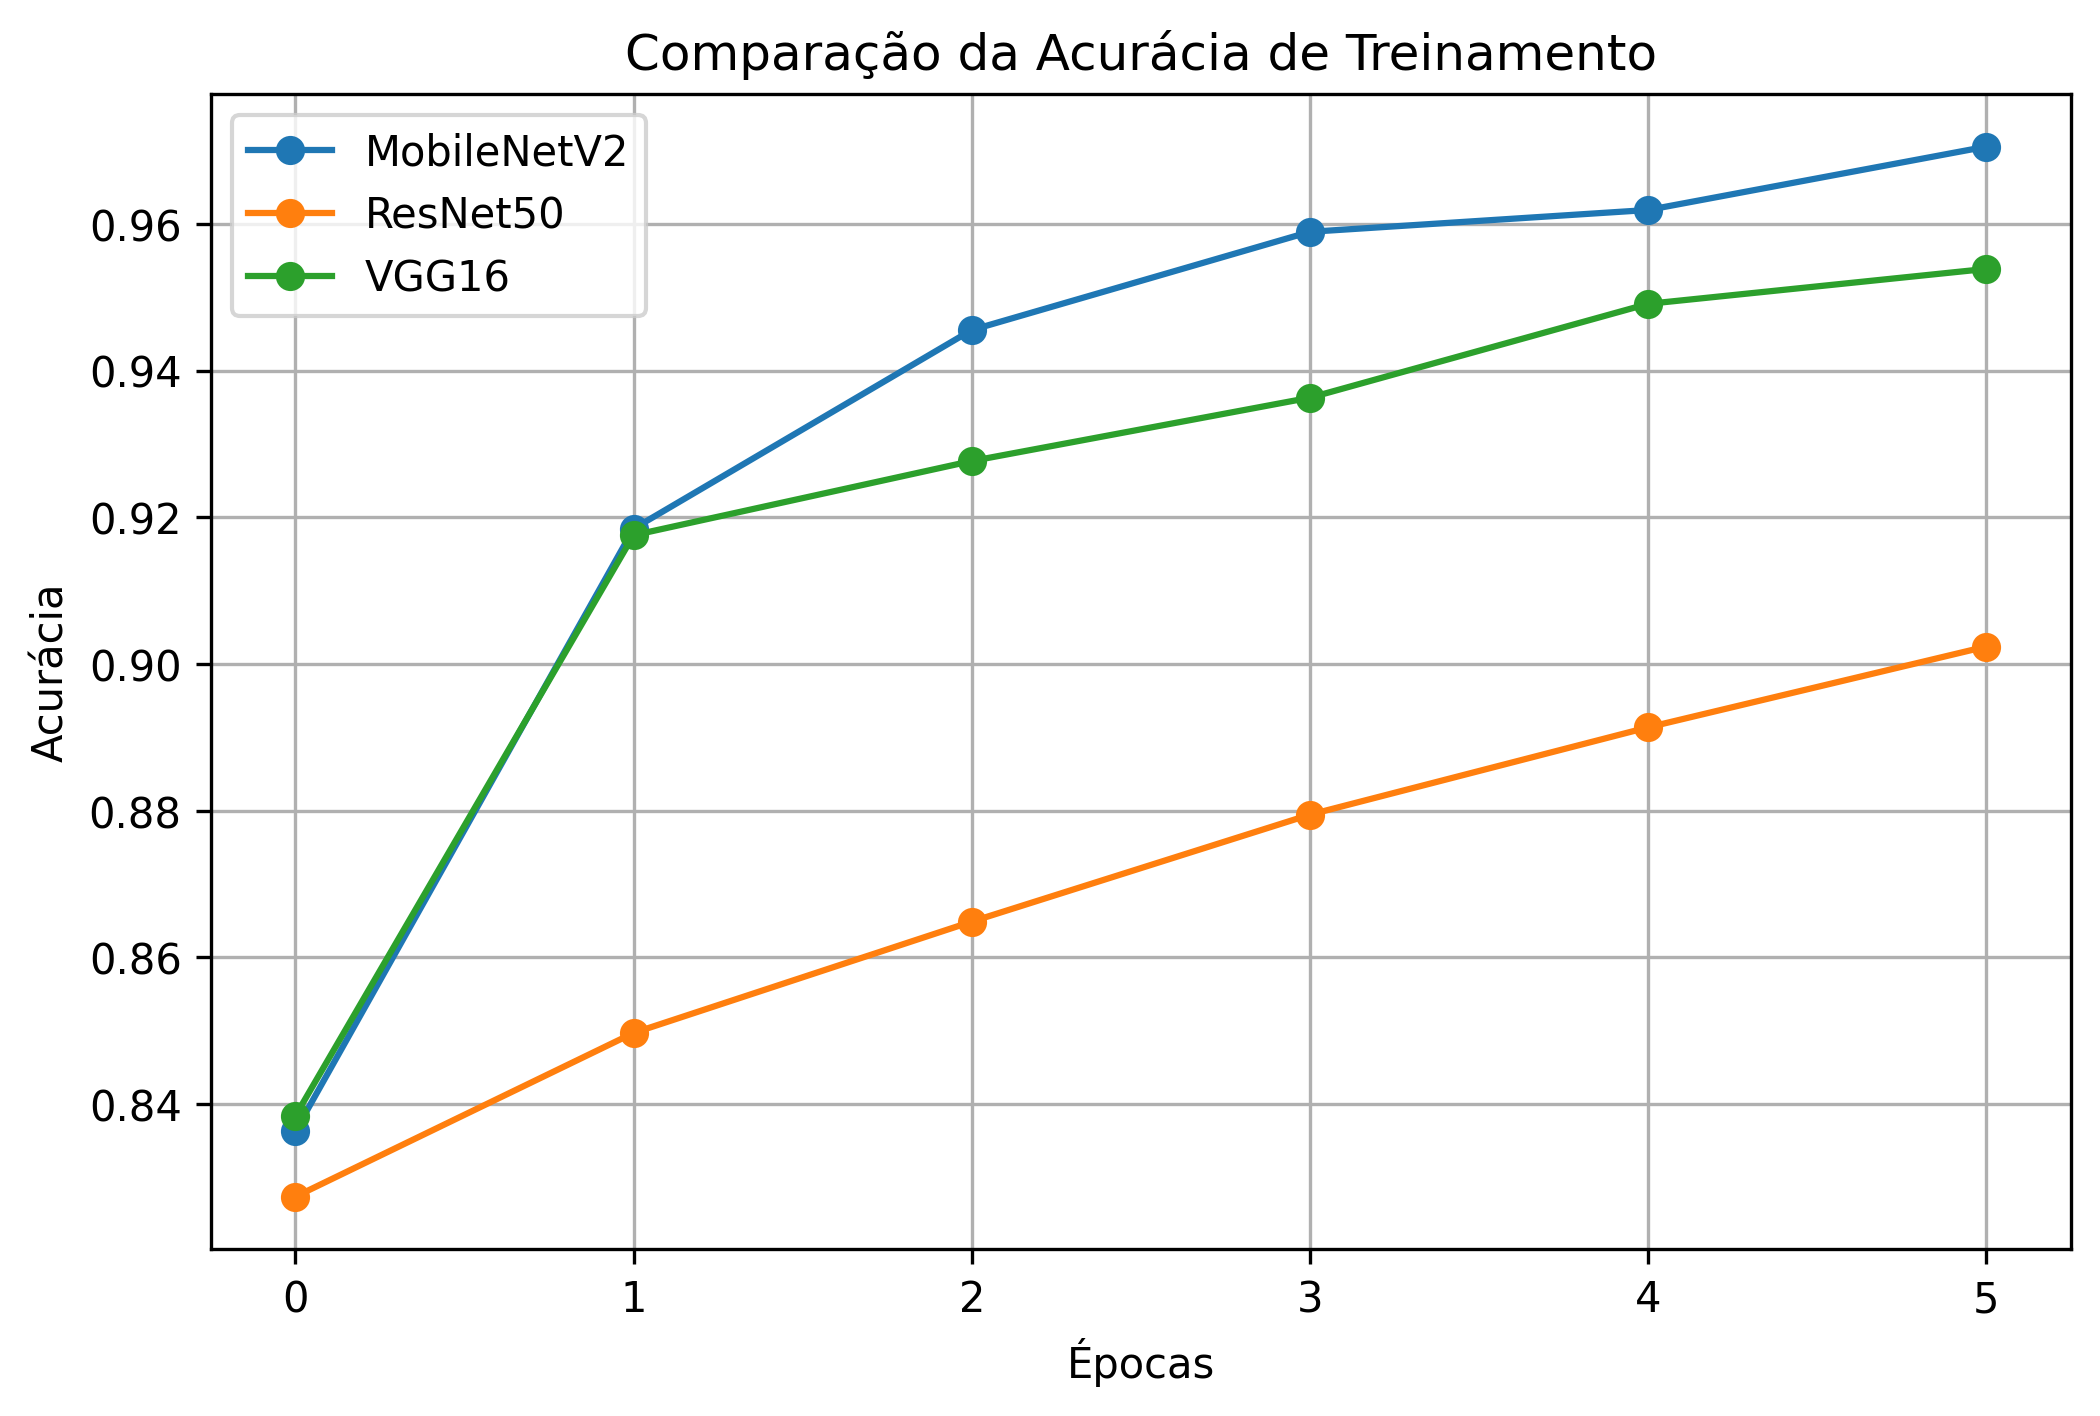 Comparação da Acurácia de Treinamento
MobileNetV2
ResNet50
VGG16
Acurácia
0.96
0.94
0.92
0.90
0.88
0.86
0.84
0 1 2 3 4 5
Épocas